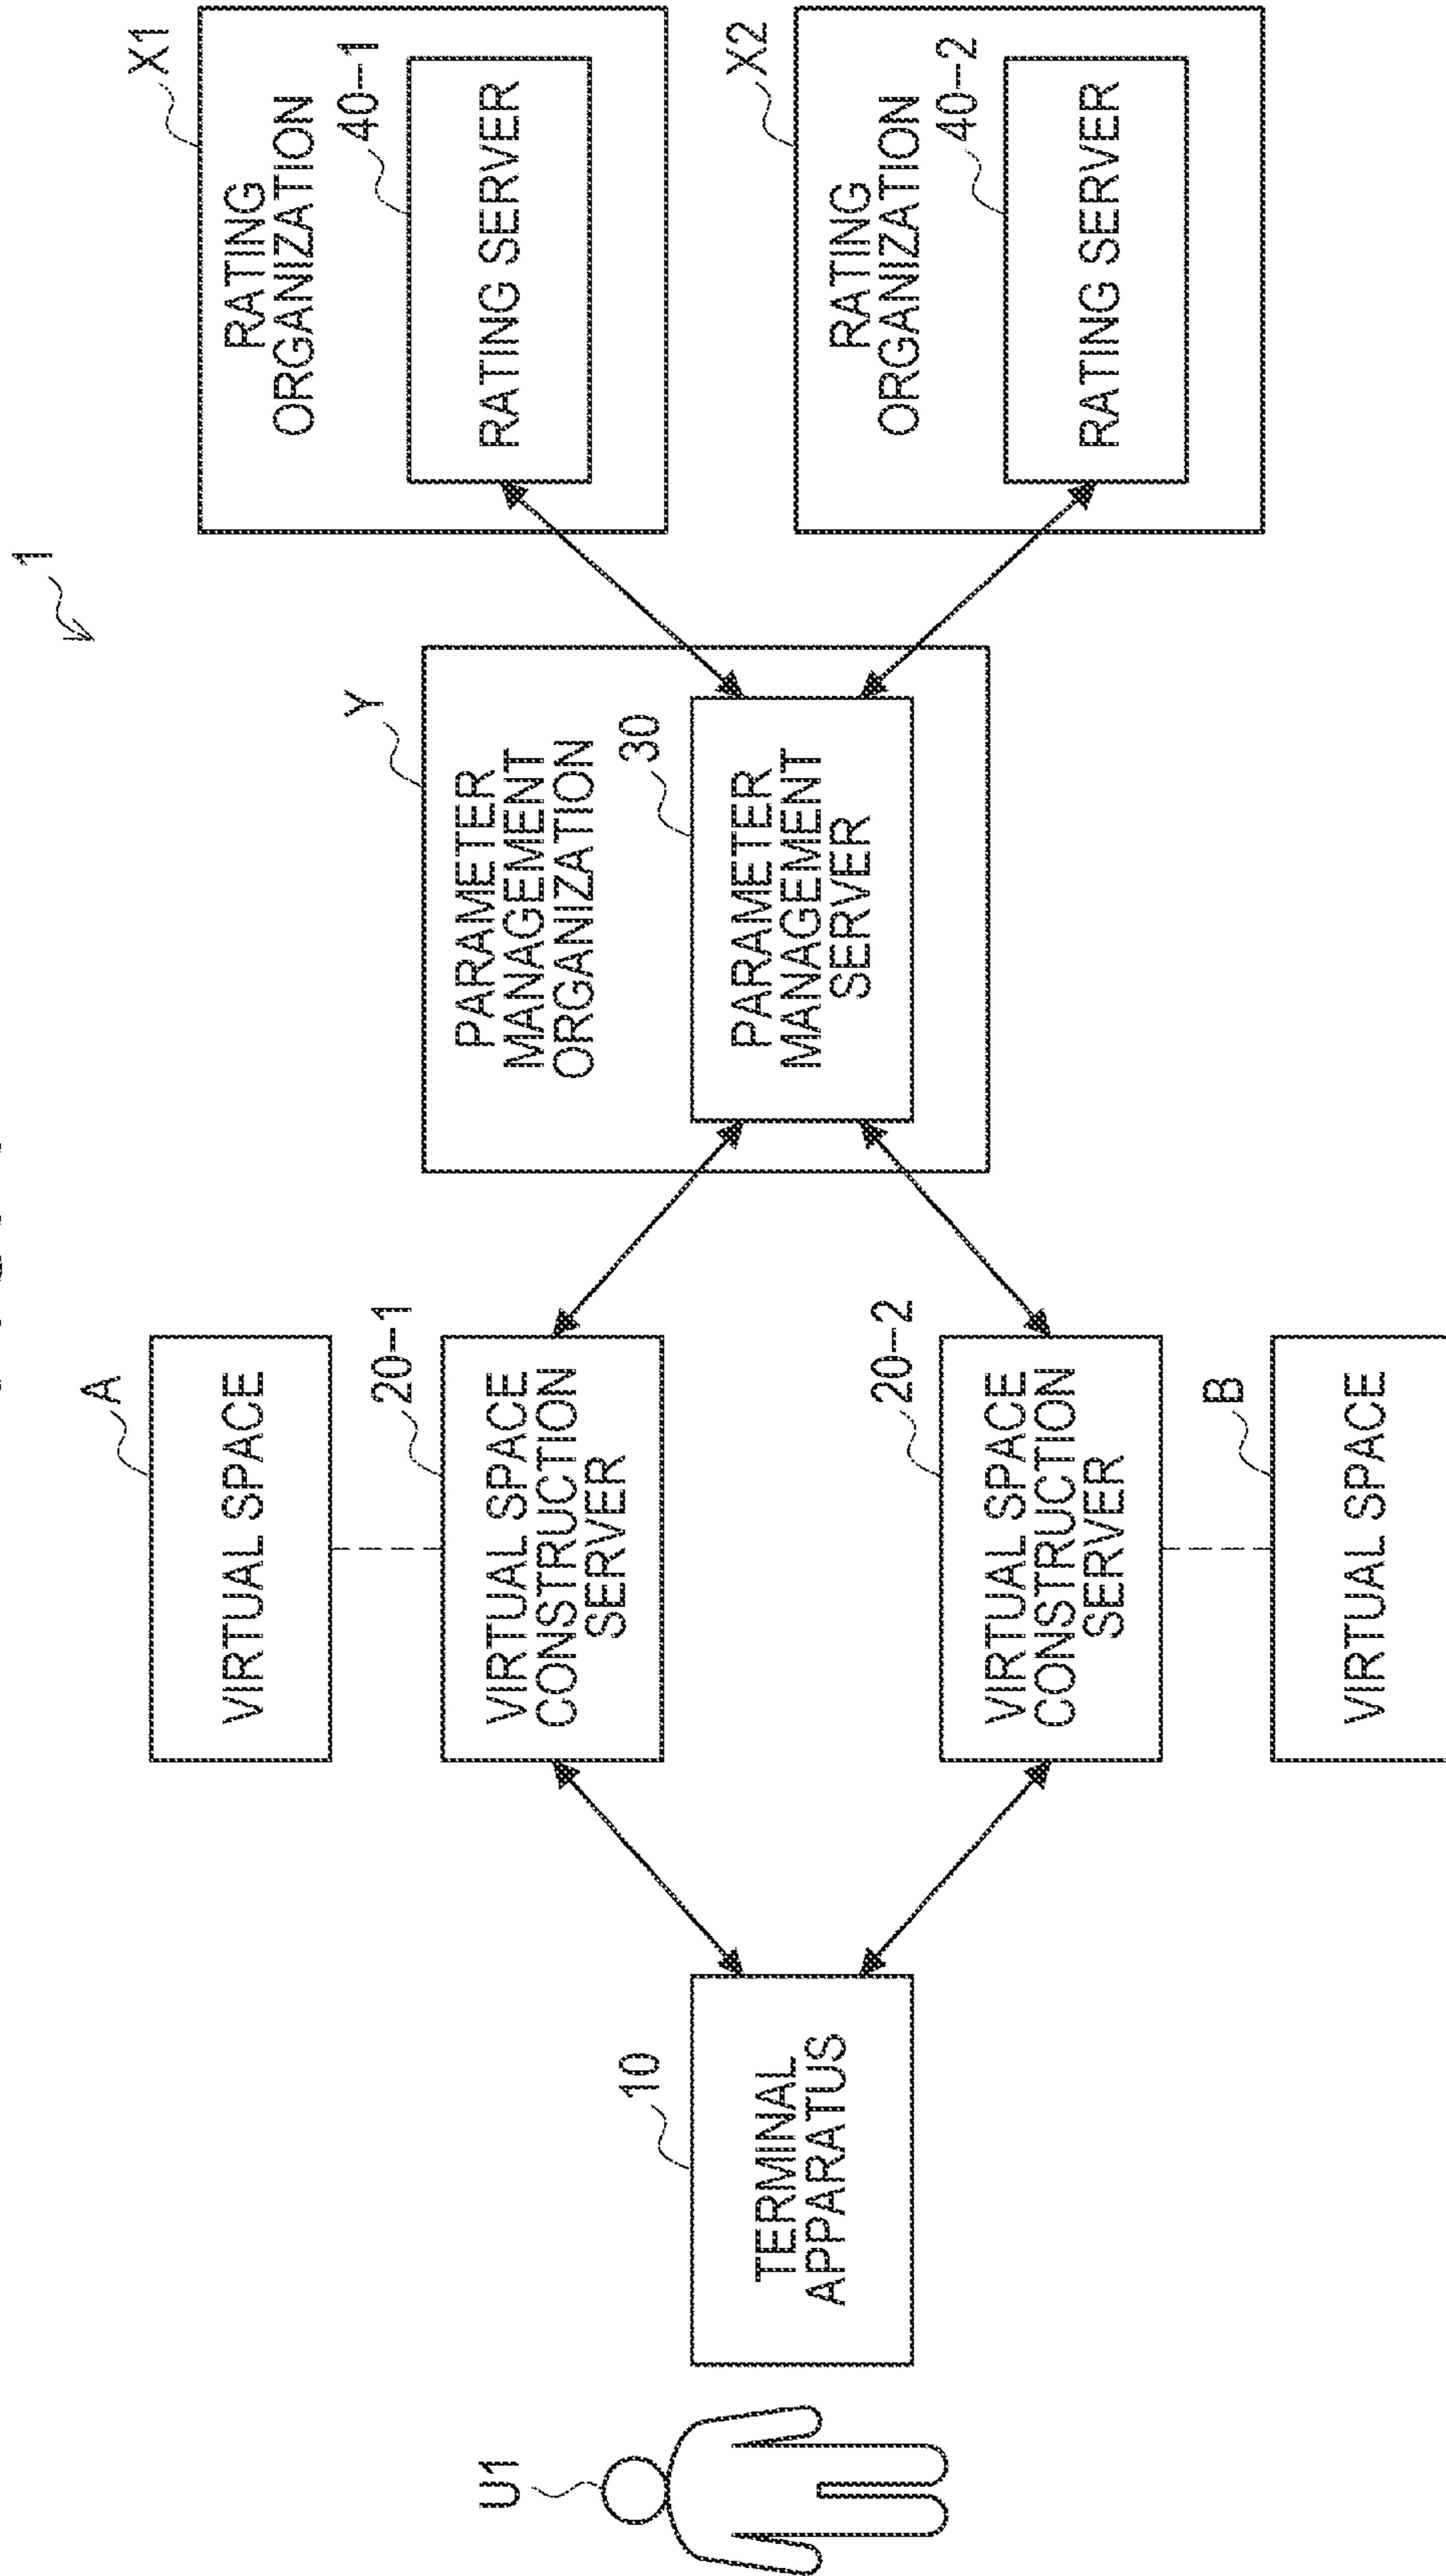 1
U1
10
TERMINAL
APPARATUS
A
VIRTUAL SPACE
20-1
VIRTUAL SPACE
CONSTRUCTION
SERVER
20-2
VIRTUAL SPACE
CONSTRUCTION
SERVER
B
VIRTUAL SPACE
Y
PARAMETER
MANAGEMENT
ORGANIZATION
30
PARAMETER
MANAGEMENT
SERVER
X1
RATING
ORGANIZATION
40-1
RATING SERVER
X2
RATING
ORGANIZATION
40-2
RATING SERVER